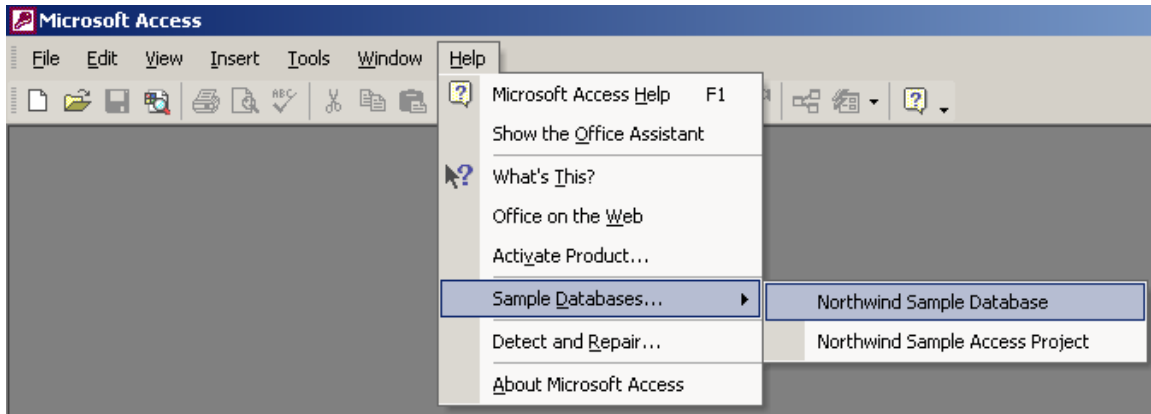 Microsoft Access
File Edit View Insert Tools Window Help
ABC
Microsoft Access Help F1
Show the Office Assistant
What's This?
Office on the Web
Activate Product...
Sample Databases...
Northwind Sample Database
Detect and Repair...
Northwind Sample Access Project
About Microsoft Access